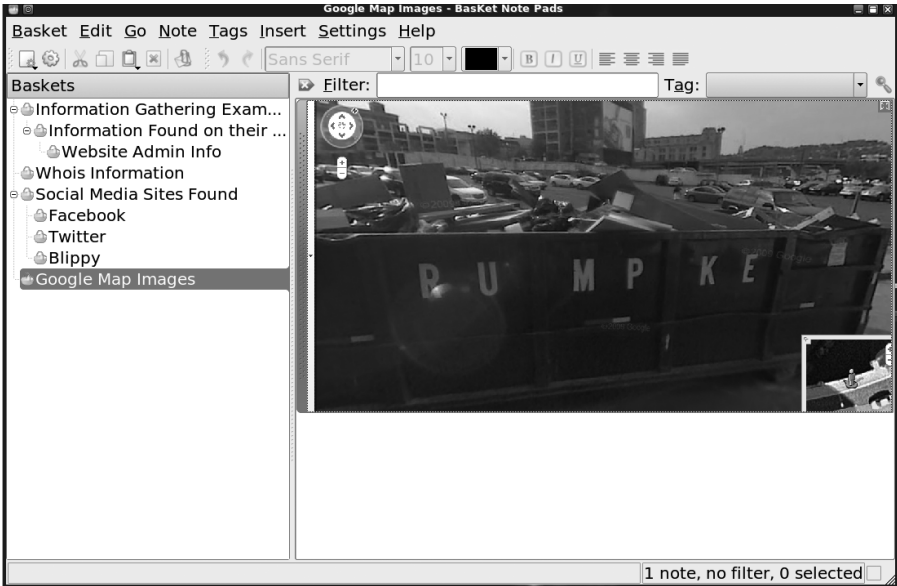 Google Map Images - BasKet Note Pads
Basket Edit Go Note Tags Insert Settings Help
Sans Serif 10 B I U
Baskets
Filter: Tag:
Information Gathering Exam...
Information Found on their ...
Website Admin Info
Whois Information
Social Media Sites Found
Facebook
Twitter
Blippy
Google Map Images
RUMPKE
1 note, no filter, 0 selected